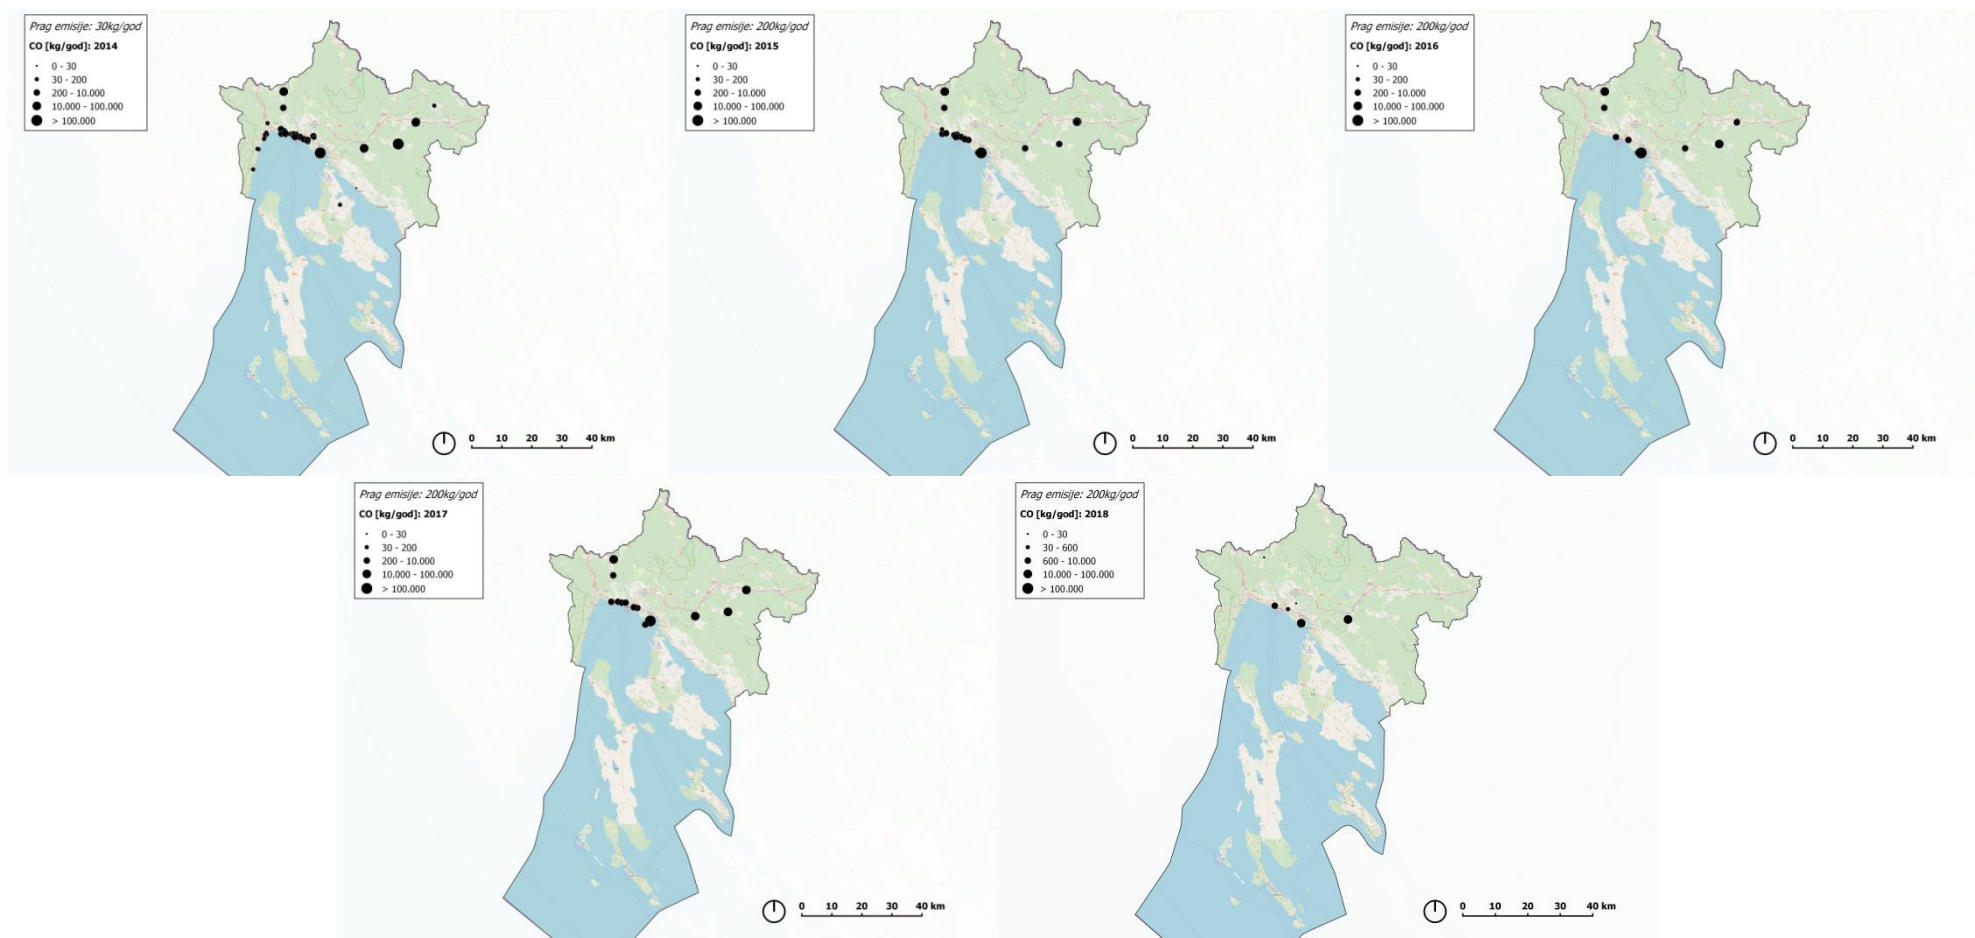 Prag emisije: 30kg/god
CO [kg/god]: 2014
0 - 30
30 - 200
200 - 10.000
10.000 - 100.000
> 100.000
0 10 20 30 40 km
Prag emisije: 200kg/god
CO [kg/god]: 2015
0 - 30
30 - 200
200 - 10.000
10.000 - 100.000
> 100.000
0 10 20 30 40 km
Prag emisije: 200kg/god
CO [kg/god]: 2016
0 - 30
30 - 200
200 - 10.000
10.000 - 100.000
> 100.000
0 10 20 30 40 km
Prag emisije: 200kg/god
CO [kg/god]: 2017
0 - 30
30 - 200
200 - 10.000
10.000 - 100.000
> 100.000
0 10 20 30 40 km
Prag emisije: 200kg/god
CO [kg/god]: 2018
0 - 30
30 - 600
600 - 10.000
10.000 - 100.000
> 100.000
0 10 20 30 40 km